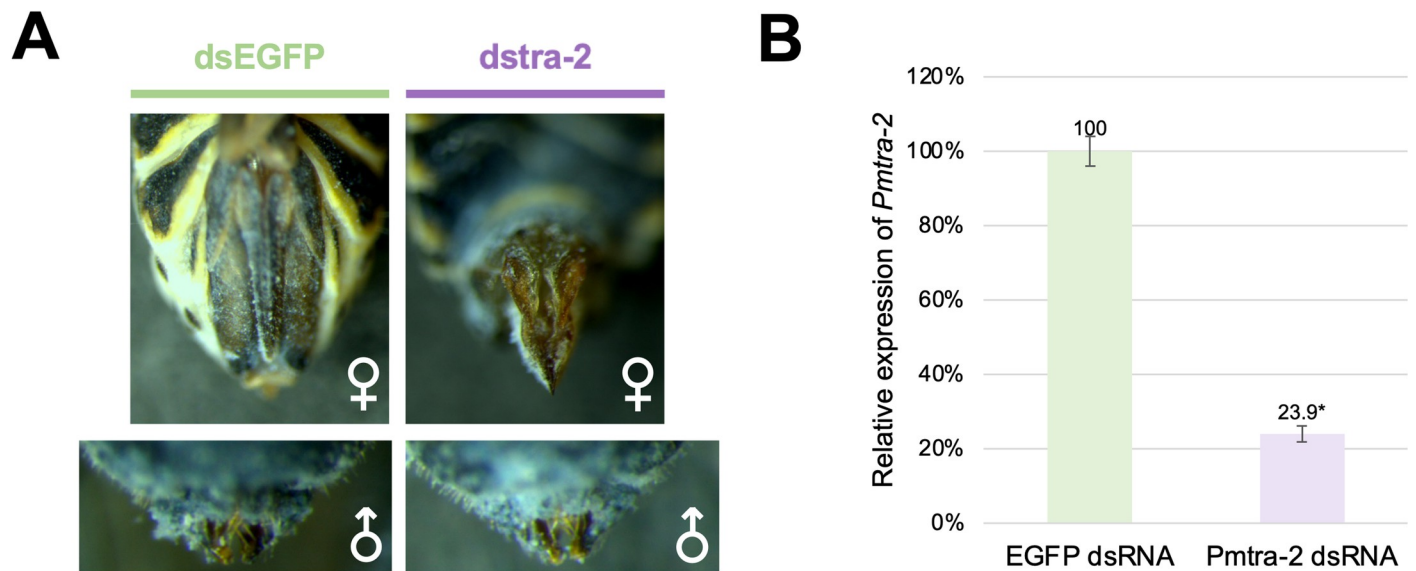 A
dsEGFP
dstra-2
♀
♀
♂
♂
B
Relative expression of Pmtra-2
120%
100%
80%
60%
40%
20%
0%
100
23.9*
EGFP dsRNA
Pmtra-2 dsRNA